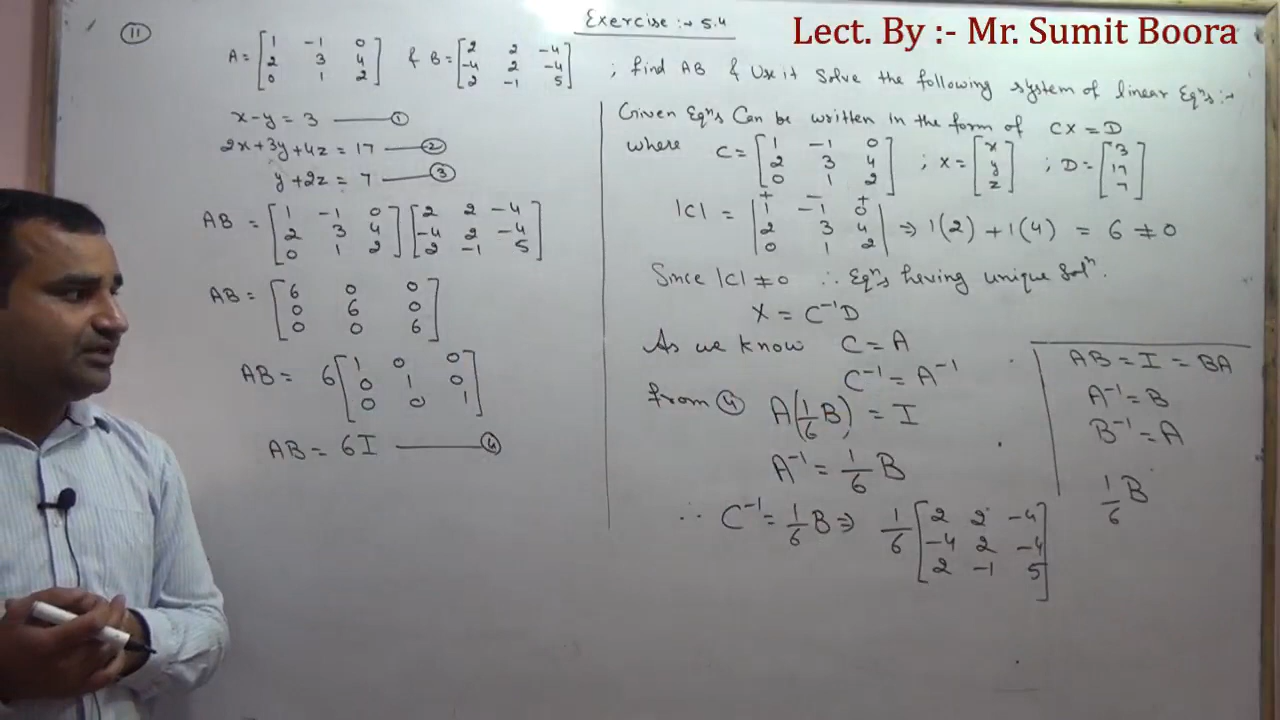 Exercise :- 5.4
Lect. By :- Mr. Sumit Boora
(11)
A = [1 -1 0
2 3 4
0 1 2] & B = [2 2 -4
-4 2 -4
2 -1 5] ; find AB & Use it Solve the following system of linear Eqns :-
x-y = 3 —— (1)
2x+3y+4z = 17 —— (2)
y+2z = 7 —— (3)
AB = [1 -1 0
2 3 4
0 1 2] [2 2 -4
-4 2 -4
2 -1 5]
AB = [6 0 0
0 6 0
0 0 6]
AB = 6 [1 0 0
0 1 0
0 0 1]
AB = 6I —— (4)
Given Eqns Can be written in the form of CX = D
where C = [1 -1 0
2 3 4
0 1 2] ; X = [x
y
z] ; D = [3
17
7]
+ - +
|C| = |1 -1 0
2 3 4
0 1 2| ⇒ 1(2) + 1(4) = 6 ≠ 0
Since |C| ≠ 0 ∴ Eqns having unique Soln.
X = C⁻¹D
As we know C = A
C⁻¹ = A⁻¹
from (4) A(1/6 B) = I
A⁻¹ = 1/6 B
∴ C⁻¹ = 1/6 B ⇒ 1/6 [2 2 -4
-4 2 -4
2 -1 5]
AB = I = BA
A⁻¹ = B
B⁻¹ = A
1/6 B